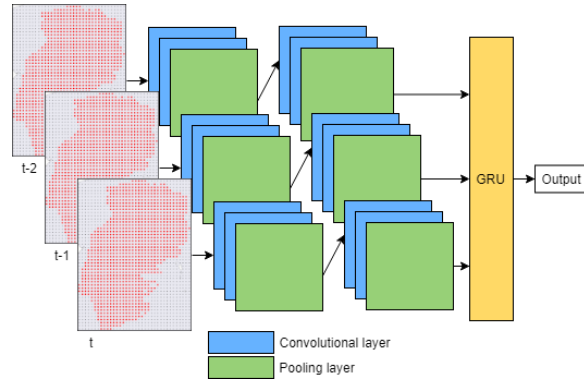 t-2
t-1
t
GRU
Output
Convolutional layer
Pooling layer